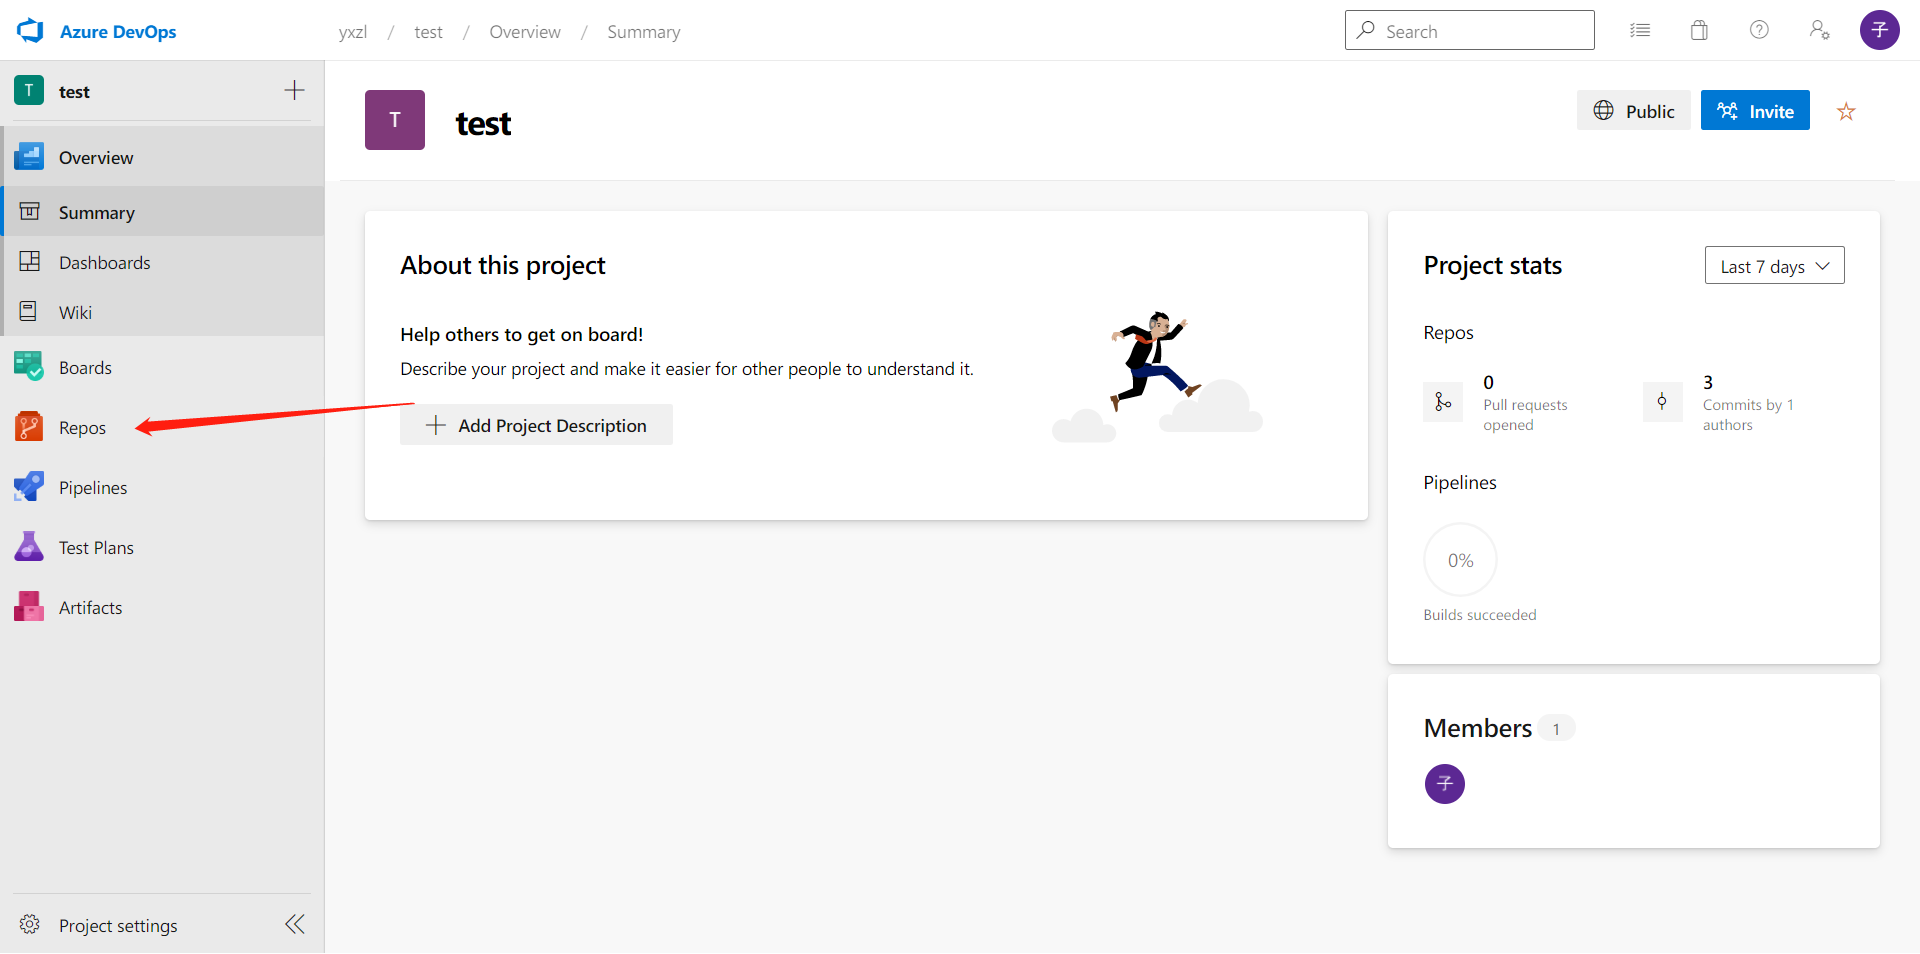 Azure DevOps
yxzl / test / Overview / Summary
Search
子
T test
Overview
Summary
Dashboards
Wiki
Boards
Repos
Pipelines
Test Plans
Artifacts
Project settings
T
test
Public
Invite
About this project
Help others to get on board!
Describe your project and make it easier for other people to understand it.
Add Project Description
Project stats
Last 7 days
Repos
0
Pull requests
opened
3
Commits by 1
authors
Pipelines
0%
Builds succeeded
Members 1
子